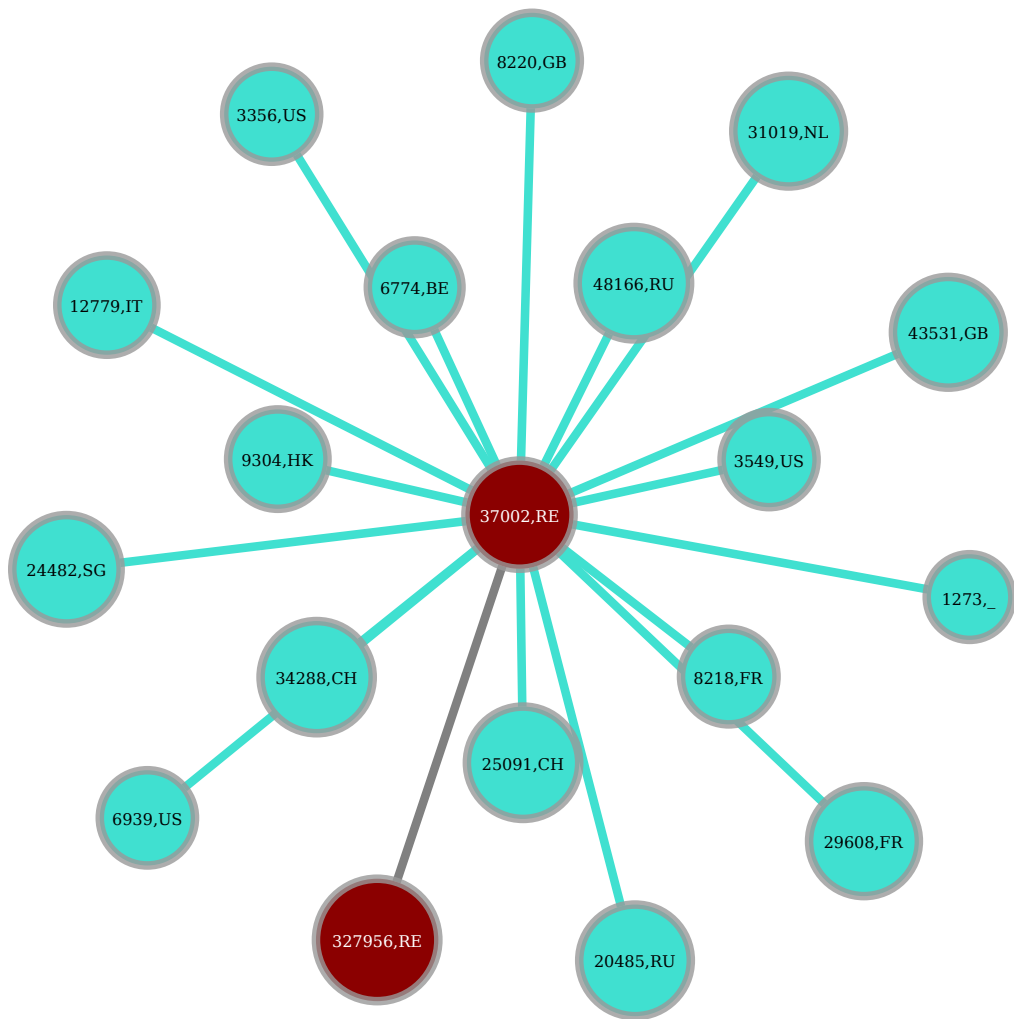 8220,GB
3356,US
31019,NL
6774,BE
48166,RU
12779,IT
43531,GB
9304,HK
3549,US
37002,RE
24482,SG
1273,_
34288,CH
8218,FR
25091,CH
6939,US
29608,FR
327956,RE
20485,RU